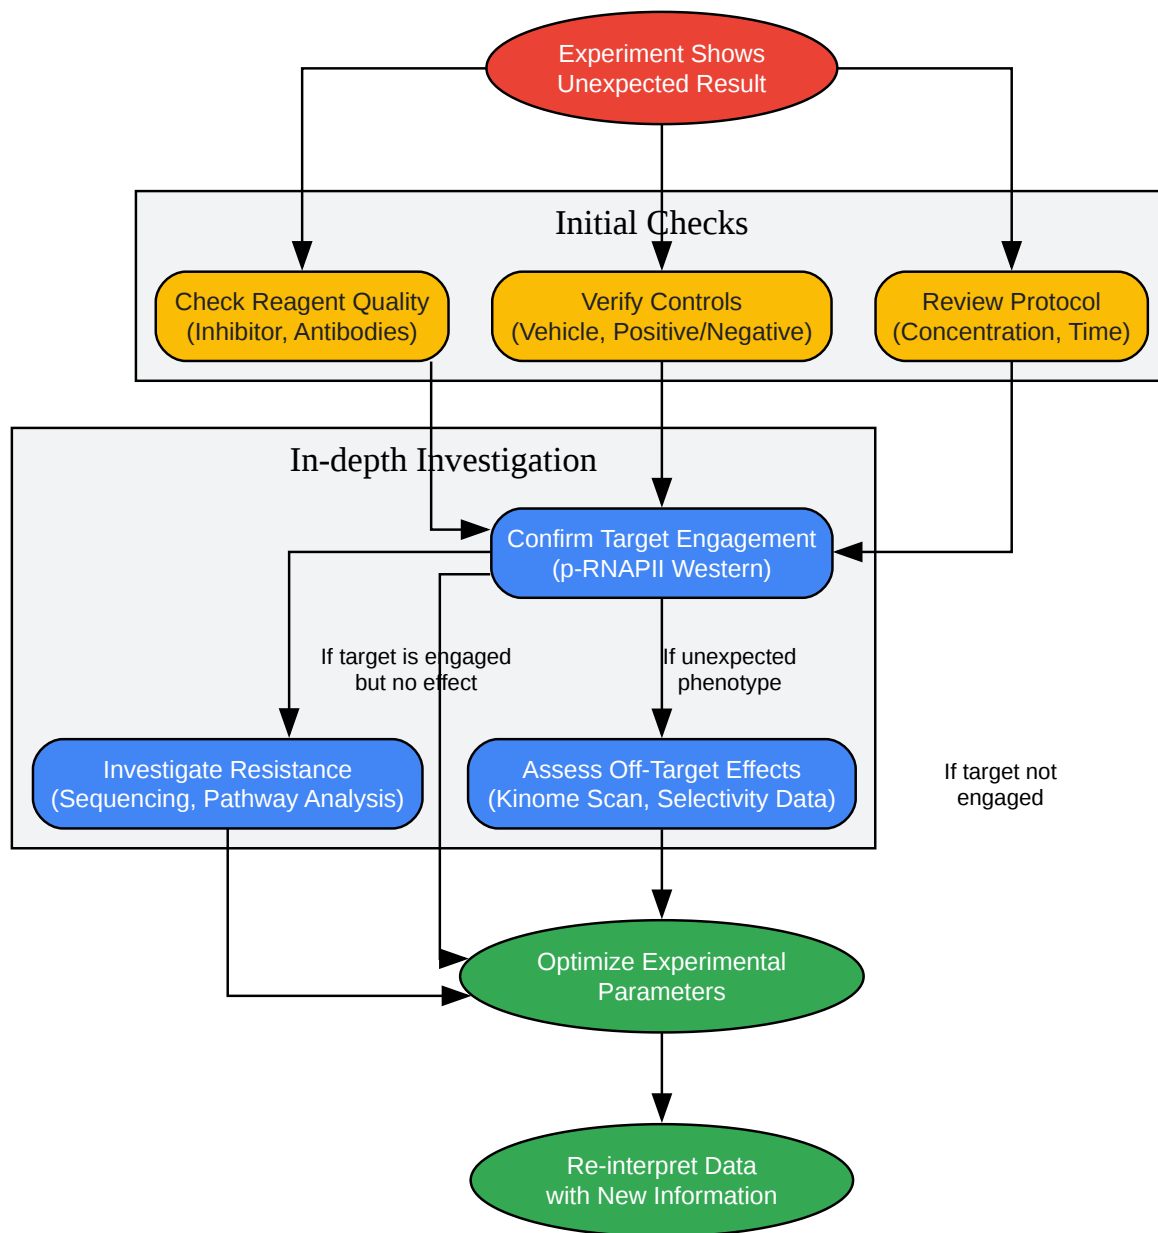 Experiment Shows
Unexpected Result
Initial Checks
Check Reagent Quality
(Inhibitor, Antibodies)
Verify Controls
(Vehicle, Positive/Negative)
Review Protocol
(Concentration, Time)
In-depth Investigation
Confirm Target Engagement
(p-RNAPII Western)
If target is engaged
but no effect
If unexpected
phenotype
Investigate Resistance
(Sequencing, Pathway Analysis)
Assess Off-Target Effects
(Kinome Scan, Selectivity Data)
If target not
engaged
Optimize Experimental
Parameters
Re-interpret Data
with New Information